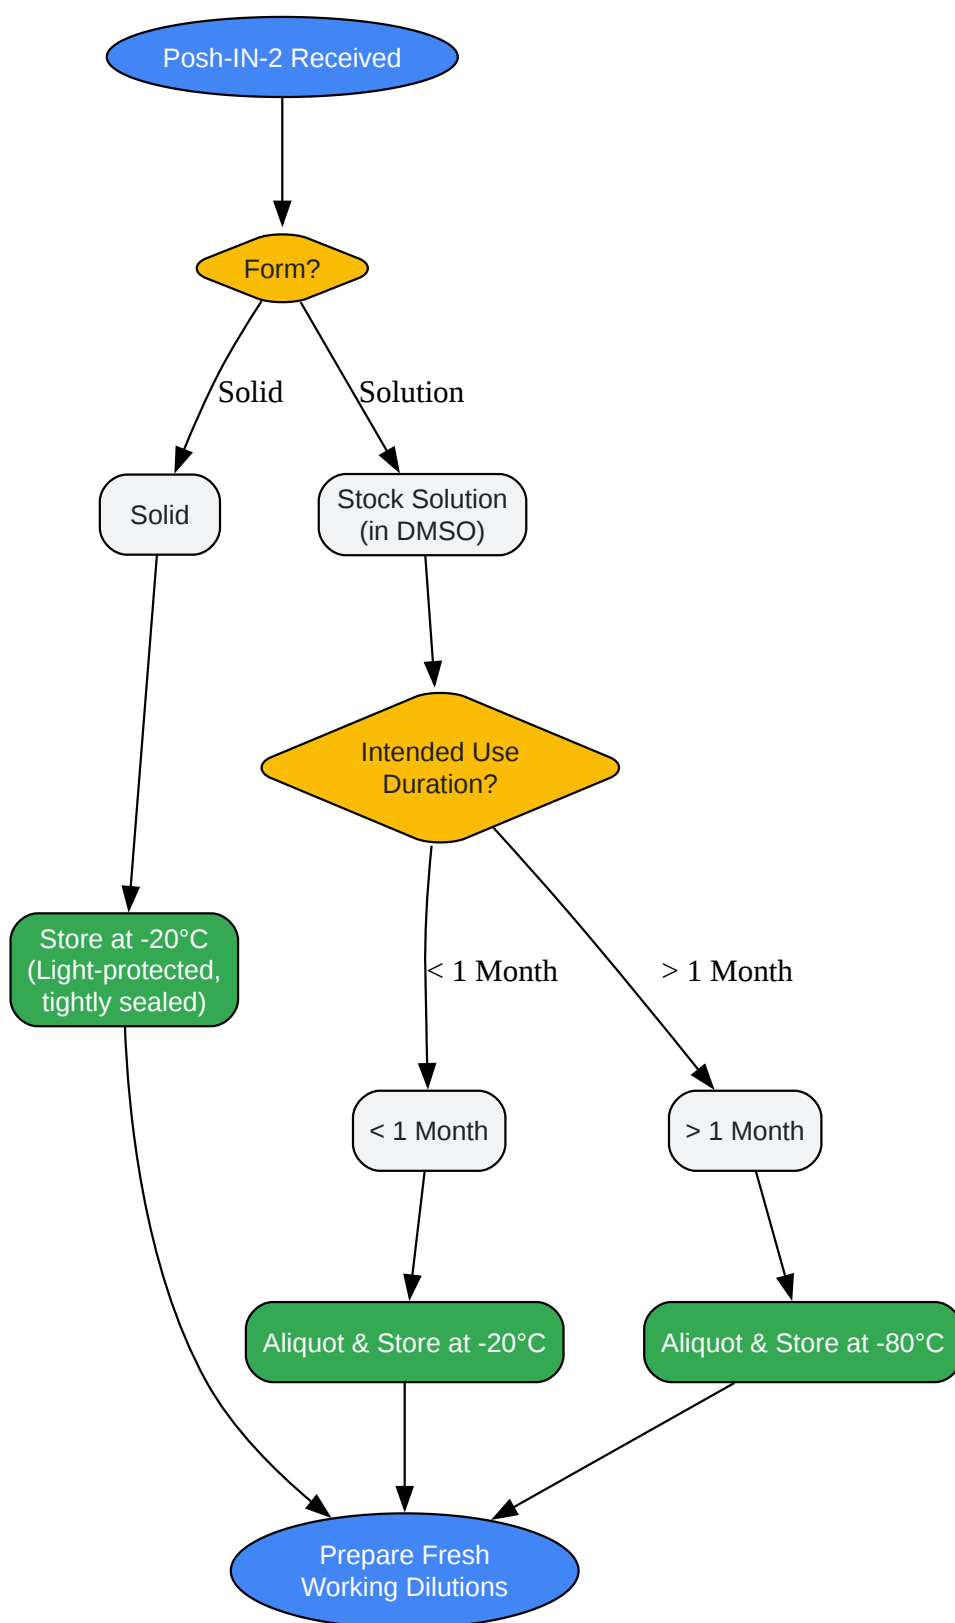 Posh-IN-2 Received
Form?
Solid
Solution
Solid
Stock Solution
(in DMSO)
Intended Use
Duration?
Store at -20°C
(Light-protected,
tightly sealed)
< 1 Month
> 1 Month
< 1 Month
> 1 Month
Aliquot & Store at -20°C
Aliquot & Store at -80°C
Prepare Fresh
Working Dilutions